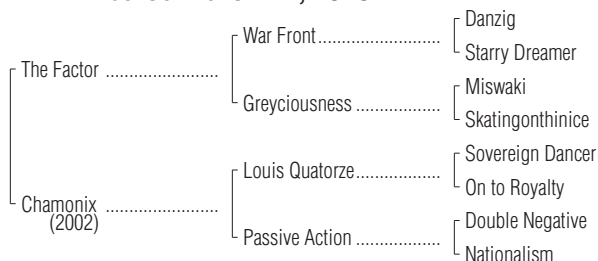 Danzig
War Front
Starry Dreamer
The Factor
Miswaki
Greyciousness
Skatingonthinice
Sovereign Dancer
Louis Quatorze
On to Royalty
Chamonix
(2002)
Double Negative
Passive Action
Nationalism